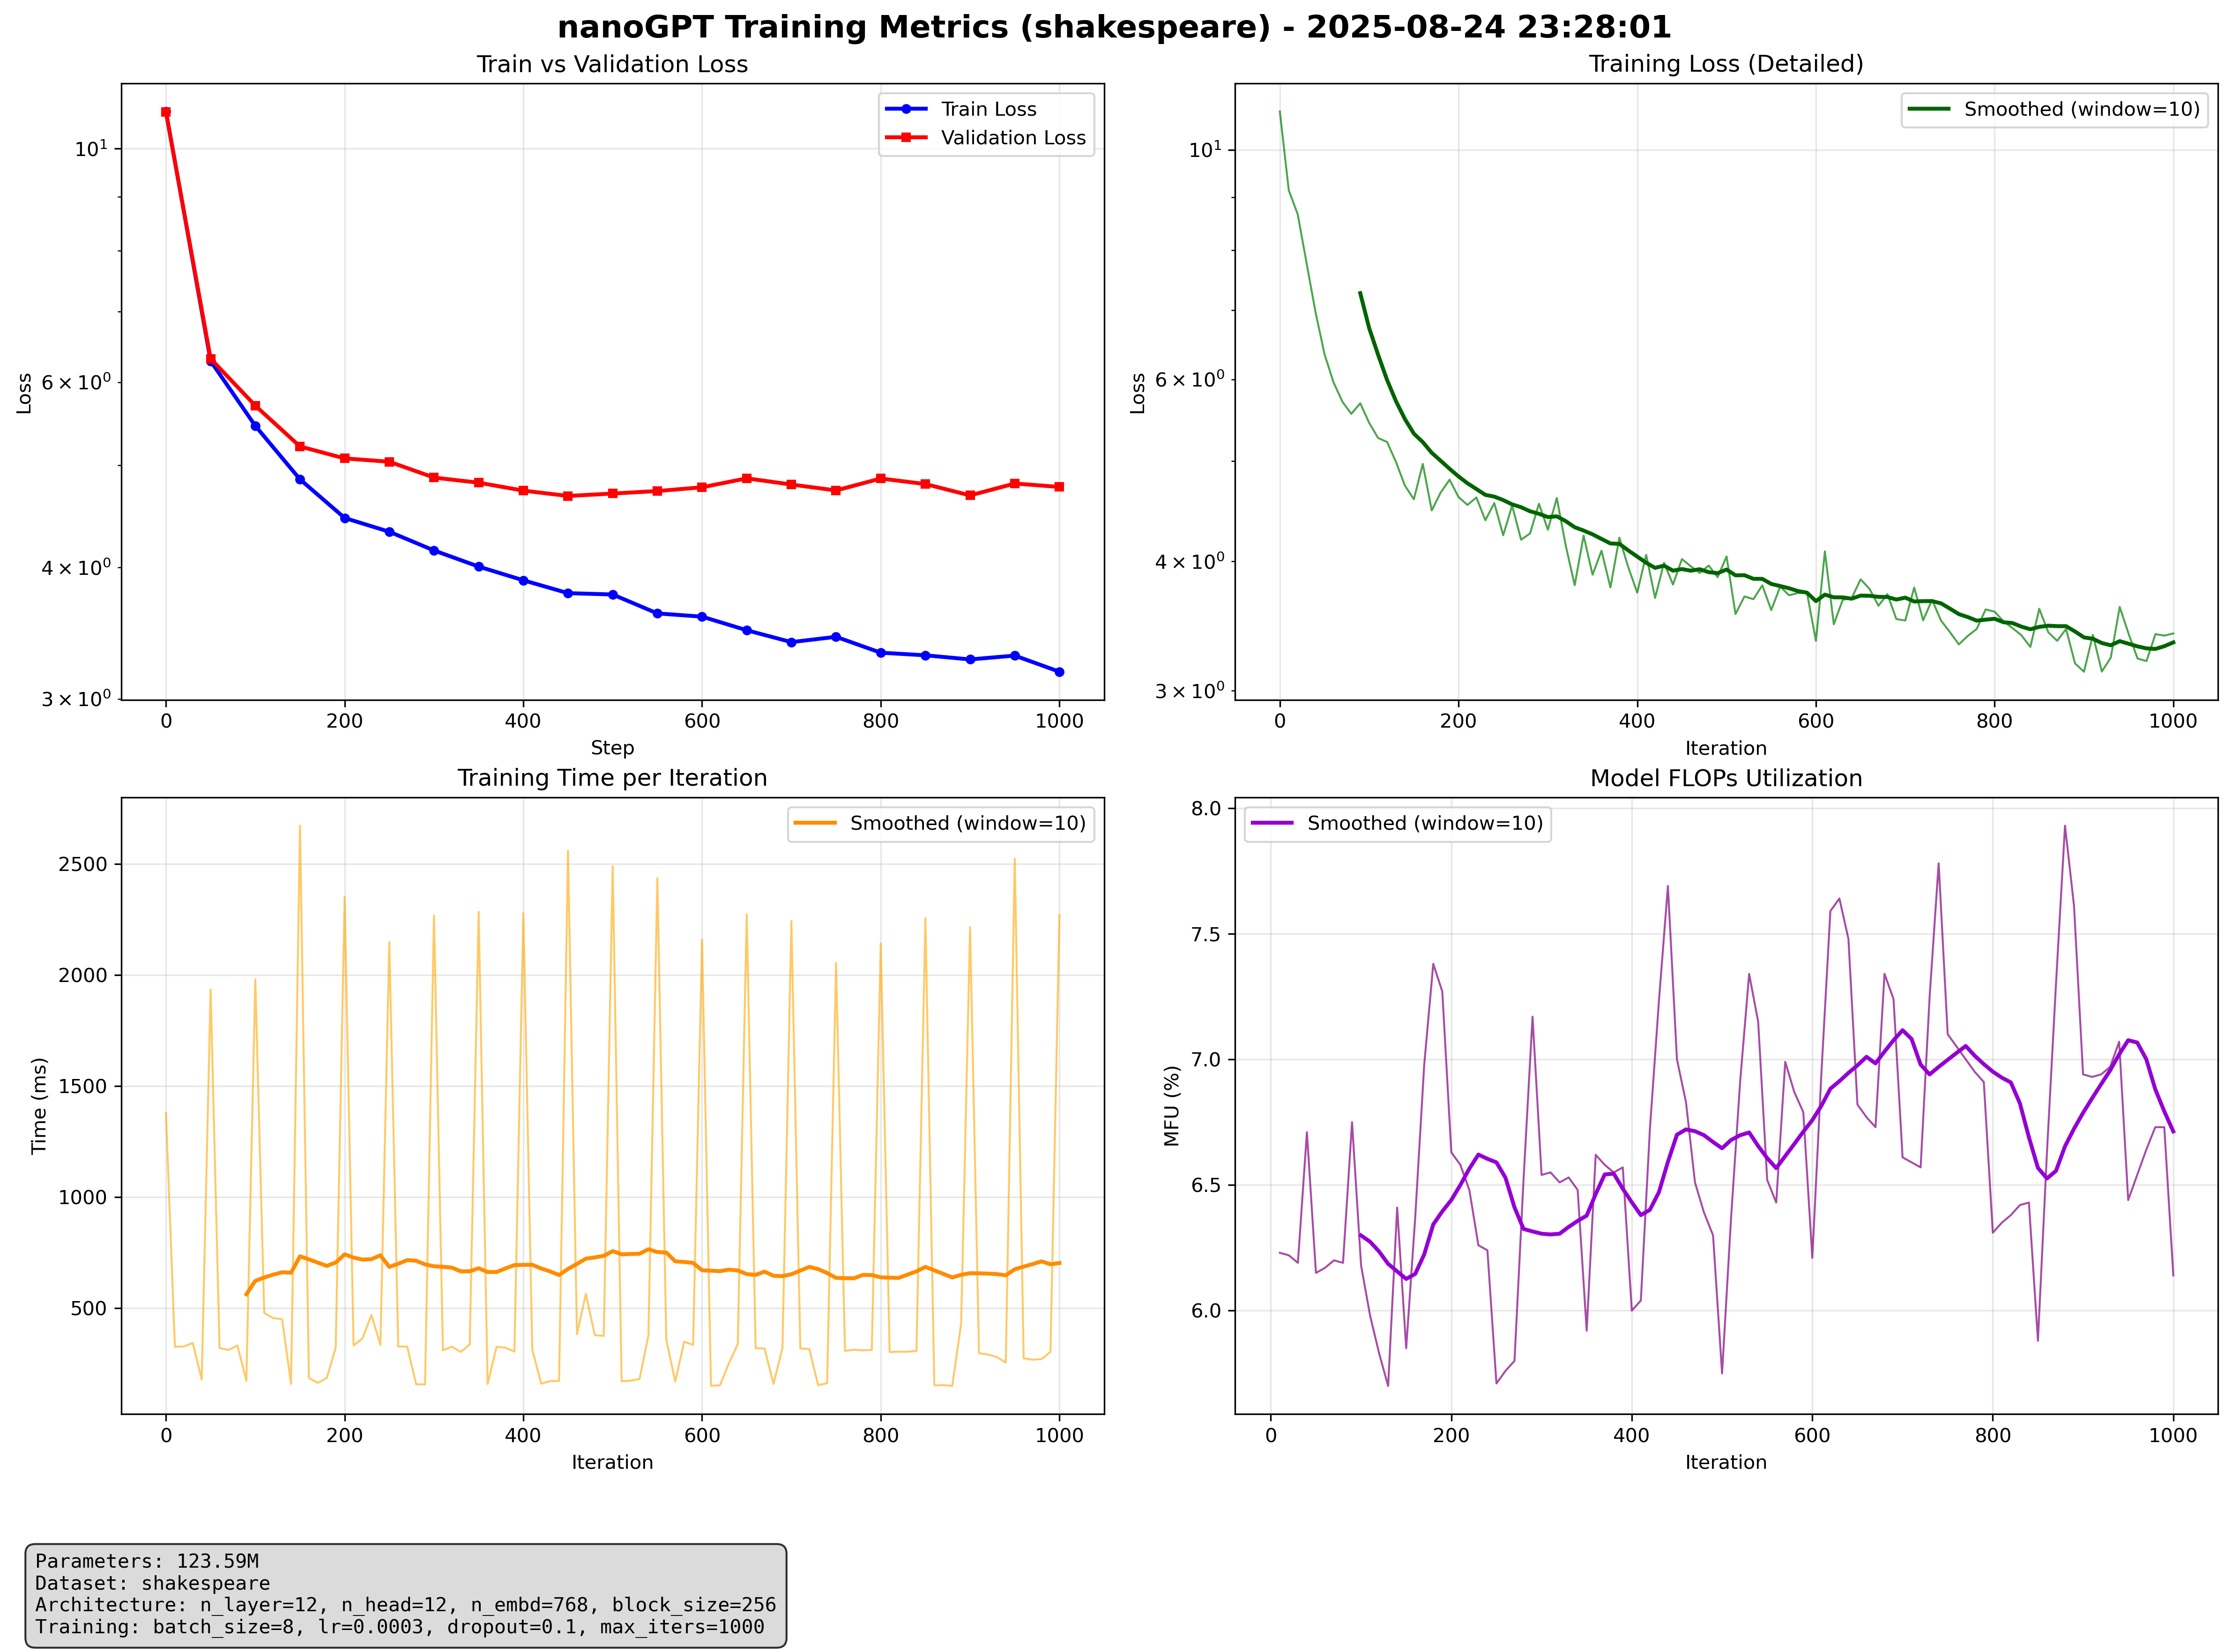 nanoGPT Training Metrics (shakespeare) - 2025-08-24 23:28:01
Train vs Validation Loss
Train Loss
Validation Loss
10¹
6 × 10⁰
4 × 10⁰
3 × 10⁰
Loss
0 200 400 600 800 1000
Step
Training Loss (Detailed)
Smoothed (window=10)
10¹
6 × 10⁰
4 × 10⁰
3 × 10⁰
Loss
0 200 400 600 800 1000
Iteration
Training Time per Iteration
Smoothed (window=10)
2500
2000
1500
1000
500
Time (ms)
0 200 400 600 800 1000
Iteration
Model FLOPs Utilization
Smoothed (window=10)
8.0
7.5
7.0
6.5
6.0
MFU (%)
0 200 400 600 800 1000
Iteration
Parameters: 123.59M
Dataset: shakespeare
Architecture: n_layer=12, n_head=12, n_embd=768, block_size=256
Training: batch_size=8, lr=0.0003, dropout=0.1, max_iters=1000